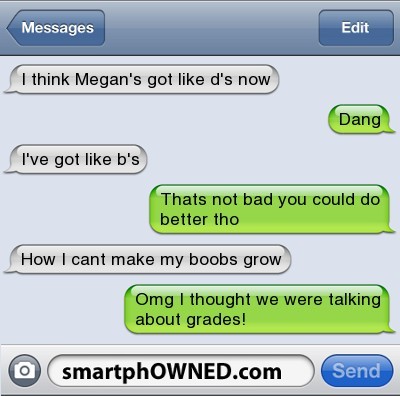 Messages
Edit
I think Megan's got like d's now
Dang
I've got like b's
Thats not bad you could do
better tho
How I cant make my boobs grow
Omg I thought we were talking
about grades!
smartphOWNED.com
Send